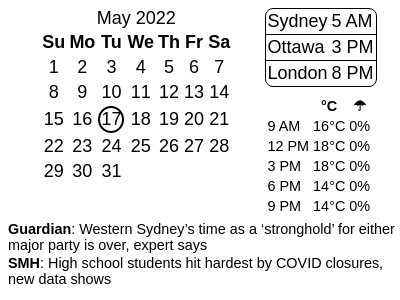 May 2022
Su Mo Tu We Th Fr Sa
1 2 3 4 5 6 7
8 9 10 11 12 13 14
15 16 17 18 19 20 21
22 23 24 25 26 27 28
29 30 31
Sydney 5 AM
Ottawa 3 PM
London 8 PM
°C ☂
9 AM 16°C 0%
12 PM 18°C 0%
3 PM 18°C 0%
6 PM 14°C 0%
9 PM 14°C 0%
Guardian: Western Sydney’s time as a ‘stronghold’ for either
major party is over, expert says
SMH: High school students hit hardest by COVID closures,
new data shows